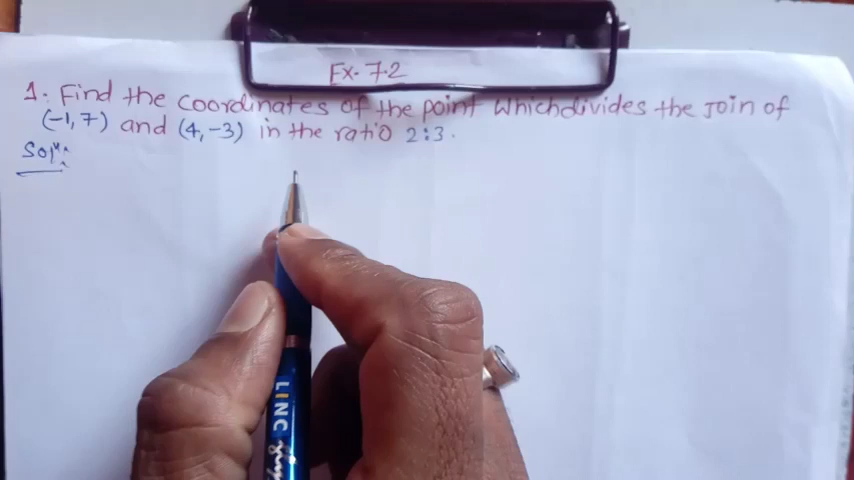 Ex. 7.2
1. Find the coordinates of the point which divides the join of
(-1, 7) and (4, -3) in the ratio 2:3.
Soln:
LINC